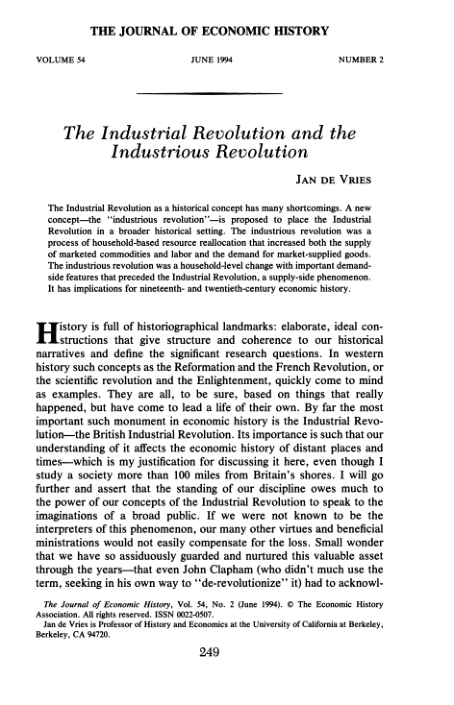 THE JOURNAL OF ECONOMIC HISTORY
VOLUME 54 JUNE 1994 NUMBER 2
The Industrial Revolution and the
Industrious Revolution
JAN DE VRIES
The Industrial Revolution as a historical concept has many shortcomings. A new
concept—the "industrious revolution"—is proposed to place the Industrial
Revolution in a broader historical setting. The industrious revolution was a
process of household-based resource reallocation that increased both the supply
of marketed commodities and labor and the demand for market-supplied goods.
The industrious revolution was a household-level change with important demand-
side features that preceded the Industrial Revolution, a supply-side phenomenon.
It has implications for nineteenth- and twentieth-century economic history.
History is full of historiographical landmarks: elaborate, ideal con-
structions that give structure and coherence to our historical
narratives and define the significant research questions. In western
history such concepts as the Reformation and the French Revolution, or
the scientific revolution and the Enlightenment, quickly come to mind
as examples. They are all, to be sure, based on things that really
happened, but have come to lead a life of their own. By far the most
important such monument in economic history is the Industrial Revo-
lution—the British Industrial Revolution. Its importance is such that our
understanding of it affects the economic history of distant places and
times—which is my justification for discussing it here, even though I
study a society more than 100 miles from Britain's shores. I will go
further and assert that the standing of our discipline owes much to
the power of our concepts of the Industrial Revolution to speak to the
imaginations of a broad public. If we were not known to be the
interpreters of this phenomenon, our many other virtues and beneficial
ministrations would not easily compensate for the loss. Small wonder
that we have so assiduously guarded and nurtured this valuable asset
through the years—that even John Clapham (who didn't much use the
term, seeking in his own way to "de-revolutionize" it) had to acknowl-
The Journal of Economic History, Vol. 54, No. 2 (June 1994). © The Economic History
Association. All rights reserved. ISSN 0022-0507.
Jan de Vries is Professor of History and Economics at the University of California at Berkeley,
Berkeley, CA 94720.
249